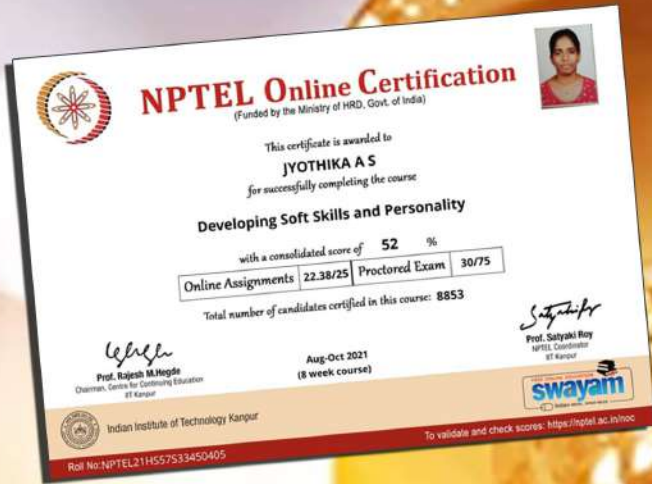 NPTEL Online Certification
(Funded by the Ministry of HRD, Govt. of India)
This certificate is awarded to
JYOTHIKA A S
for successfully completing the course
Developing Soft Skills and Personality
with a consolidated score of 52 %
Online Assignments 22.38/25 Proctored Exam 30/75
Total number of candidates certified in this course: 8853
Prof. Rajesh M.Hegde
Chairman, Centre for Continuing Education
IIT Kanpur
Aug-Oct 2021
(8 week course)
Prof. Satyaki Roy
NPTEL Coordinator
IIT Kanpur
FREE ONLINE EDUCATION
swayam
Indian Institute of Technology Kanpur
Roll No:NPTEL21HS57S33450405
To validate and check scores: https://nptel.ac.in/noc